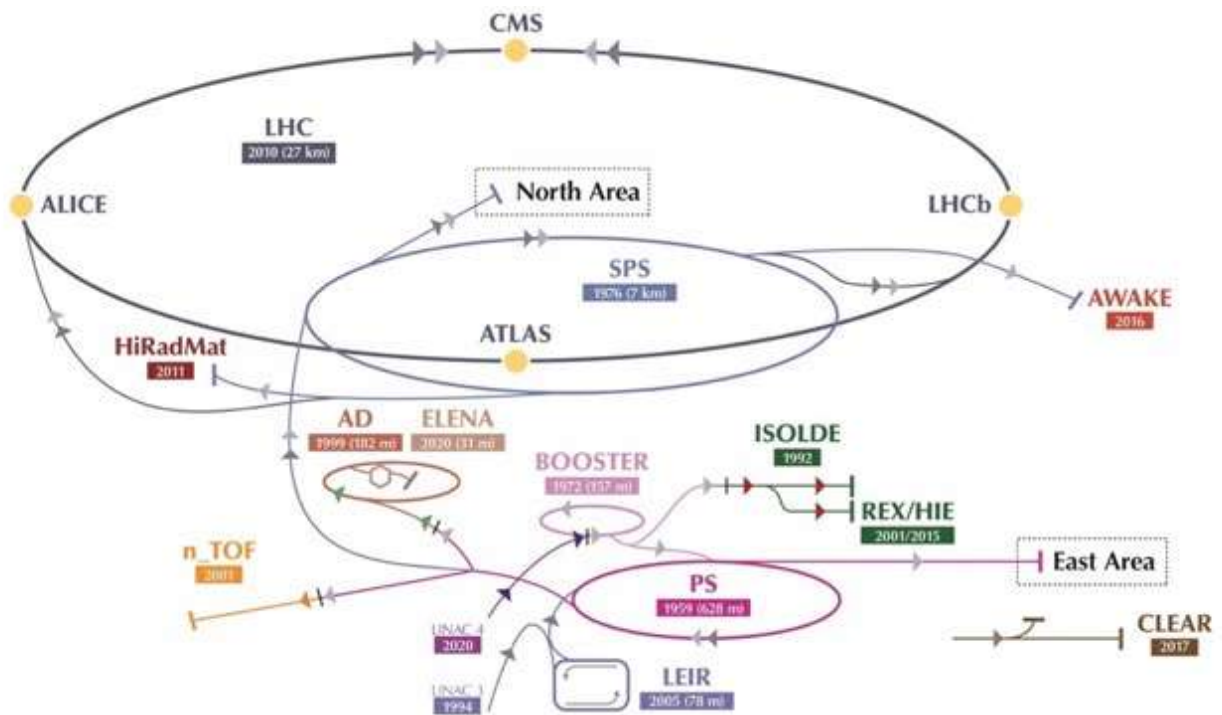 CMS
LHC
2010 (27 km)
North Area
ALICE
LHCb
SPS
1976 (7 km)
AWAKE
2016
ATLAS
HiRadMat
2011
AD
1999 (182 m)
ELENA
2020 (31 m)
ISOLDE
1992
BOOSTER
1972 (157 m)
REX/HIE
2001/2015
n_TOF
2001
East Area
PS
1959 (628 m)
LINAC 4
2020
CLEAR
2017
LINAC 3
1994
LEIR
2005 (78 m)